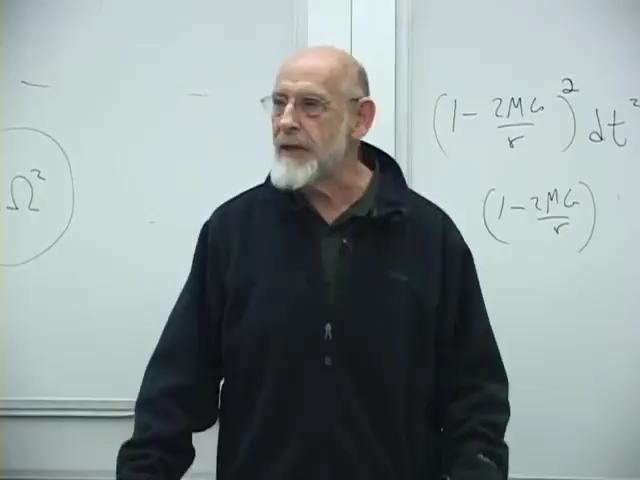 Ω²
(1 - 2MG/r)² dt²
(1 - 2MG/r)